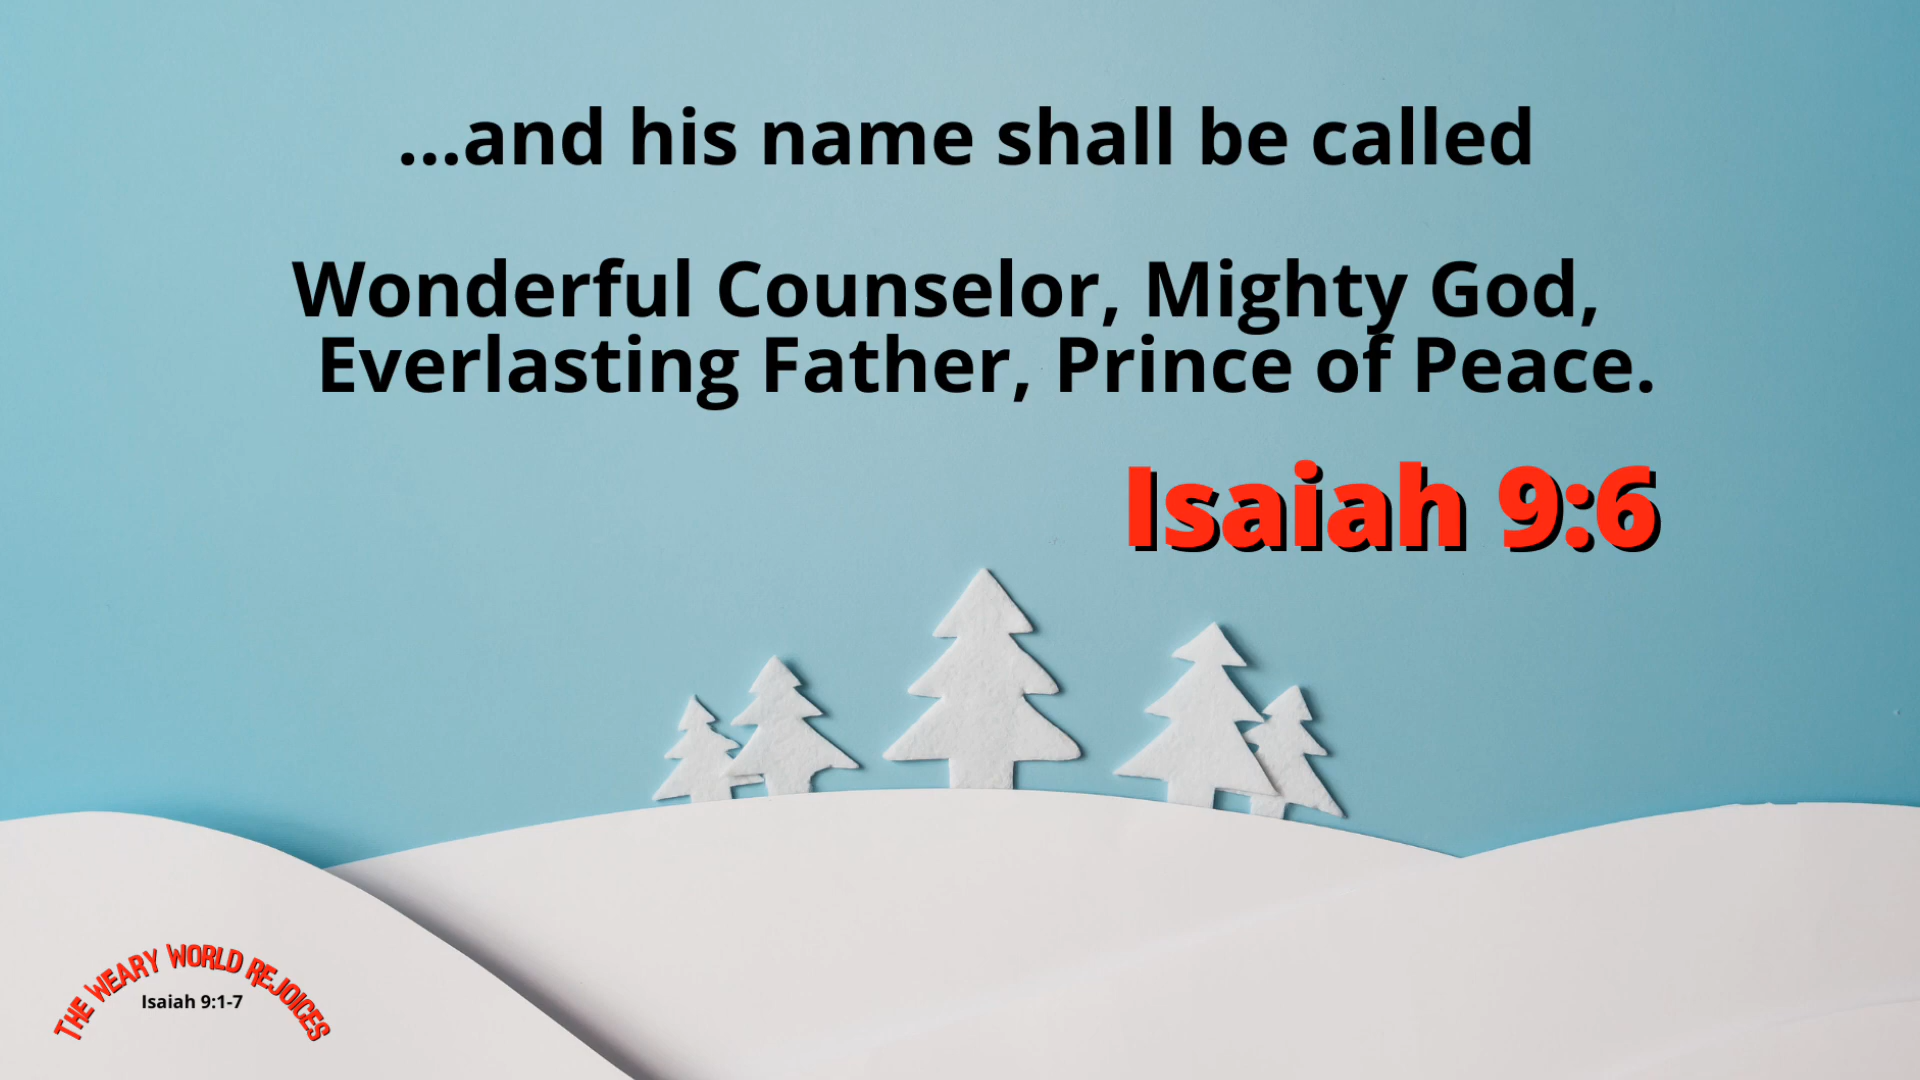 ...and his name shall be called
Wonderful Counselor, Mighty God,
Everlasting Father, Prince of Peace.
Isaiah 9:6
THE WEARY WORLD REJOICES
Isaiah 9:1-7